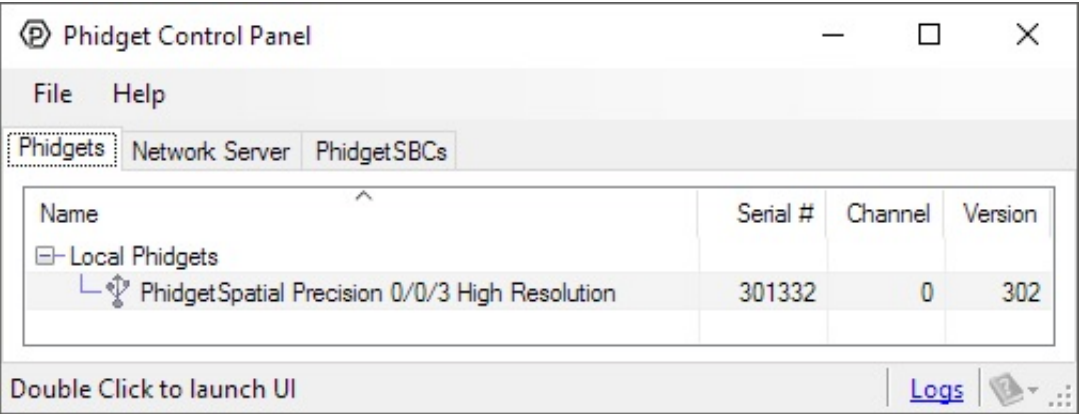 Phidget Control Panel
File Help
Phidgets Network Server PhidgetSBCs
Name Serial # Channel Version
Local Phidgets
PhidgetSpatial Precision 0/0/3 High Resolution 301332 0 302
Double Click to launch UI Logs